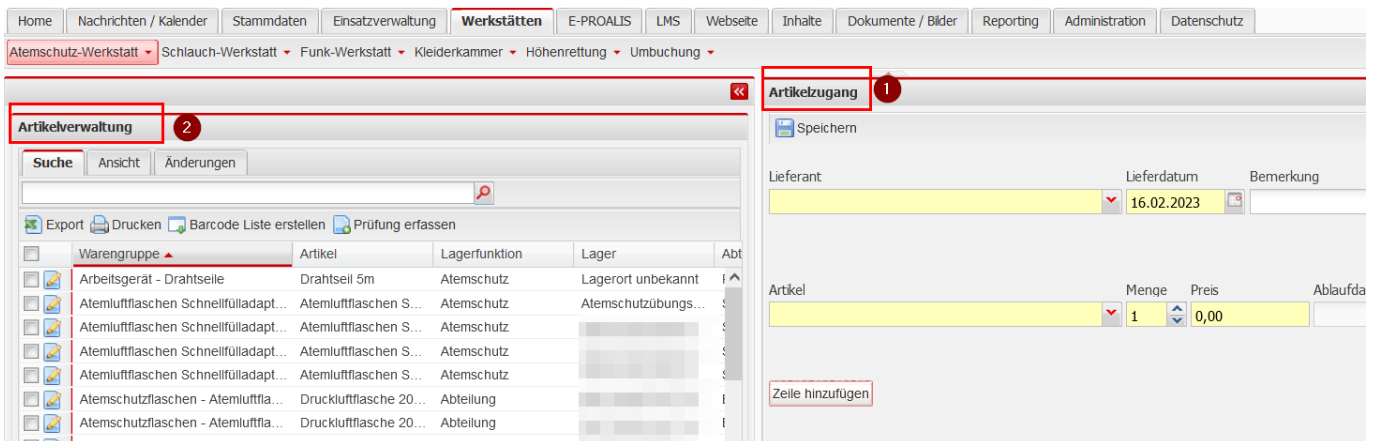 Home Nachrichten / Kalender Stammdaten Einsatzverwaltung Werkstätten E-PROALIS LMS Webseite Inhalte Dokumente / Bilder Reporting Administration Datenschutz
Atemschutz-Werkstatt Schlauch-Werkstatt Funk-Werkstatt Kleiderkammer Höhenrettung Umbuchung
Artikelverwaltung 2
Suche Ansicht Änderungen
Export Drucken Barcode Liste erstellen Prüfung erfassen
Warengruppe Artikel Lagerfunktion Lager Abt
Arbeitsgerät - Drahtseile Drahtseil 5m Atemschutz Lagerort unbekannt
Atemluftflaschen Schnellfülladapt... Atemluftflaschen S... Atemschutz Atemschutzübungs...
Atemluftflaschen Schnellfülladapt... Atemluftflaschen S... Atemschutz
Atemluftflaschen Schnellfülladapt... Atemluftflaschen S... Atemschutz
Atemluftflaschen Schnellfülladapt... Atemluftflaschen S... Atemschutz
Atemschutzflaschen - Atemluftfla... Druckluftflasche 20... Abteilung
Atemschutzflaschen - Atemluftfla... Druckluftflasche 20... Abteilung
Artikelzugang 1
Speichern
Lieferant Lieferdatum Bemerkung
16.02.2023
Artikel Menge Preis Ablaufda
1 0,00
Zeile hinzufügen